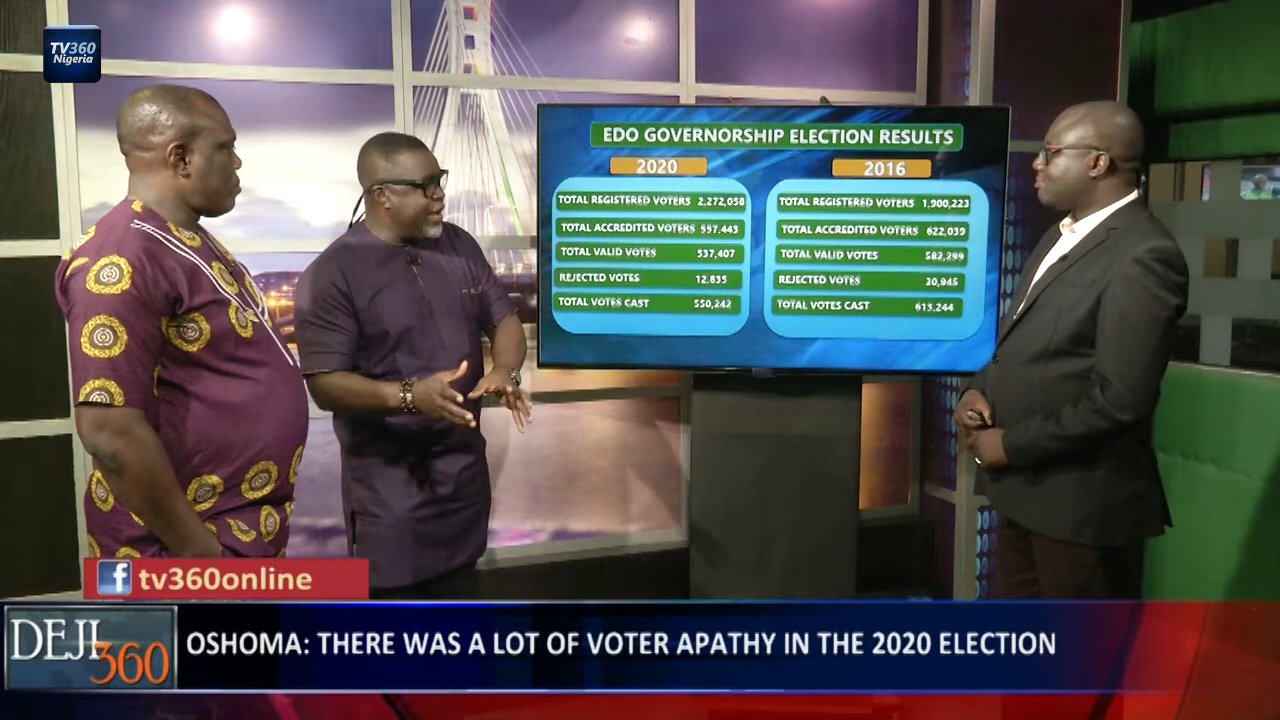 TV360
Nigeria
EDO GOVERNORSHIP ELECTION RESULTS
2020
TOTAL REGISTERED VOTERS 2,272,058
TOTAL ACCREDITED VOTERS 557,443
TOTAL VALID VOTES 537,407
REJECTED VOTES 12,835
TOTAL VOTES CAST 550,242
2016
TOTAL REGISTERED VOTERS 1,900,223
TOTAL ACCREDITED VOTERS 622,039
TOTAL VALID VOTES 582,299
REJECTED VOTES 30,945
TOTAL VOTES CAST 613,244
f tv360online
DEJI360
OSHOMA: THERE WAS A LOT OF VOTER APATHY IN THE 2020 ELECTION